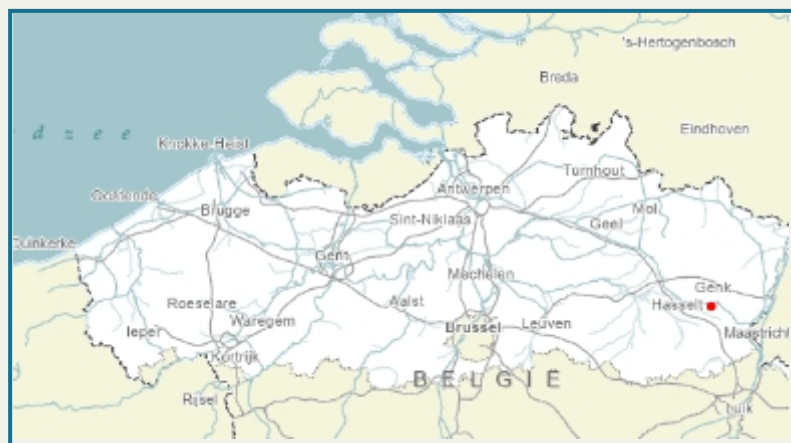 's-Hertogenbosch
Breda
d z e e
Eindhoven
Knokke-Heist
Turnhout
Antwerpen
Oostende
Mol
Brugge
Sint-Niklaas
Geel
Duinkerke
Gent
Mechelen
Genk
Roeselare
Aalst
Hasselt
Waregem
Brussel
Leuven
Ieper
Maastricht
Kortrijk
BELGIË
Rijsel
Luik